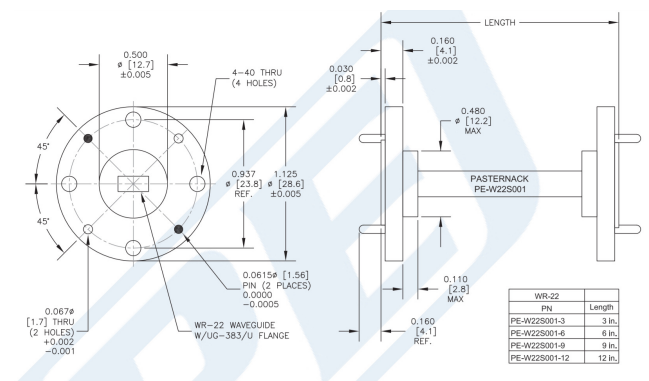 LENGTH
0.500
ø [12.7]
±0.005
4-40 THRU
(4 HOLES)
0.160
[4.1]
±0.002
0.030
[0.8]
±0.002
0.480
ø [12.2]
MAX
45°
45°
0.937
ø [23.8]
REF.
1.125
ø [28.6]
±0.005
PASTERNACK
PE-W22S001
0.0615ø [1.56]
PIN (2 PLACES)
0.0000
-0.0005
0.067ø
[1.7] THRU
(2 HOLES)
+0.002
-0.001
WR-22 WAVEGUIDE
W/UG-383/U FLANGE
0.110
[2.8]
MAX
0.160
[4.1]
REF.
WR-22
PN Length
PE-W22S001-3 3 in.
PE-W22S001-6 6 in.
PE-W22S001-9 9 in.
PE-W22S001-12 12 in.
PEI